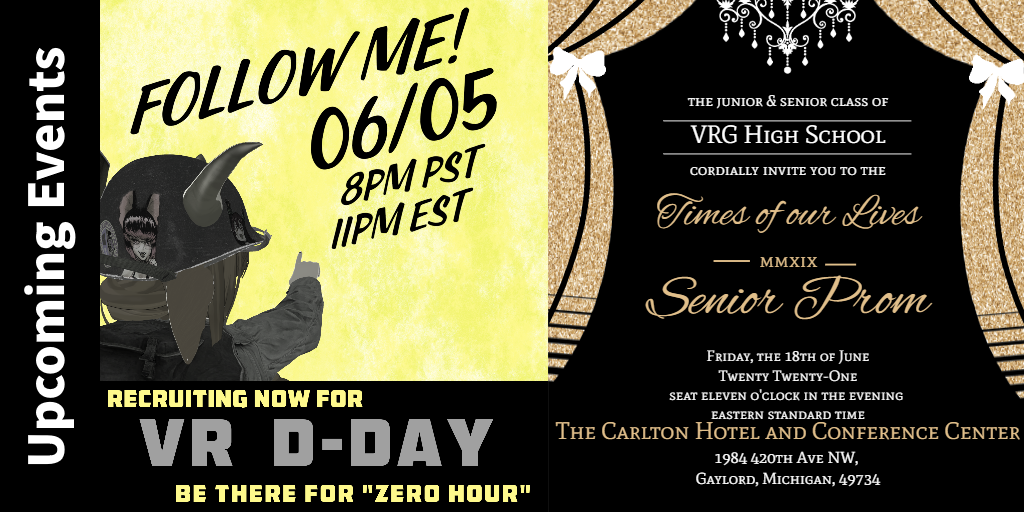 Upcoming Events
FOLLOW ME!
06/05
8PM PST
11PM EST
RECRUITING NOW FOR
VR D-DAY
BE THERE FOR "ZERO HOUR"
THE JUNIOR & SENIOR CLASS OF
VRG HIGH SCHOOL
CORDIALLY INVITE YOU TO THE
Times of our Lives
MMXIX
Senior Prom
FRIDAY, THE 18TH OF JUNE
TWENTY TWENTY-ONE
SEAT ELEVEN O'CLOCK IN THE EVENING
EASTERN STANDARD TIME
THE CARLTON HOTEL AND CONFERENCE CENTER
1984 420TH AVE NW,
GAYLORD, MICHIGAN, 49734